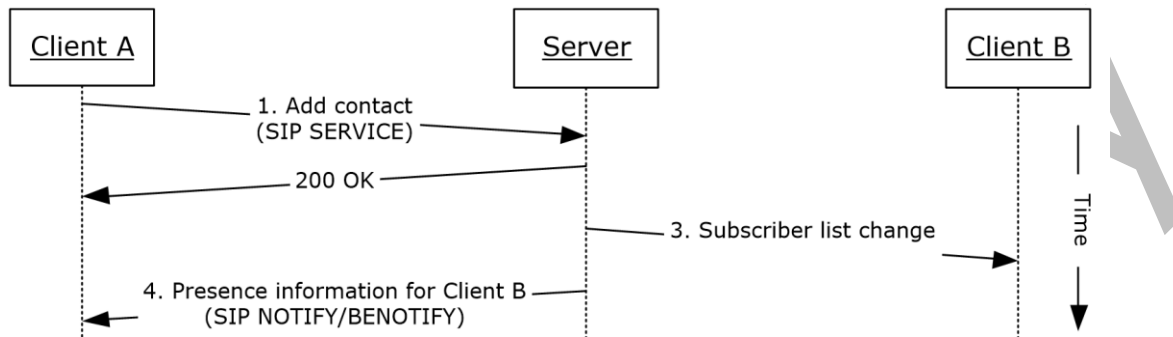 Client A
Server
Client B
1. Add contact
(SIP SERVICE)
200 OK
3. Subscriber list change
Time
4. Presence information for Client B
(SIP NOTIFY/BENOTIFY)